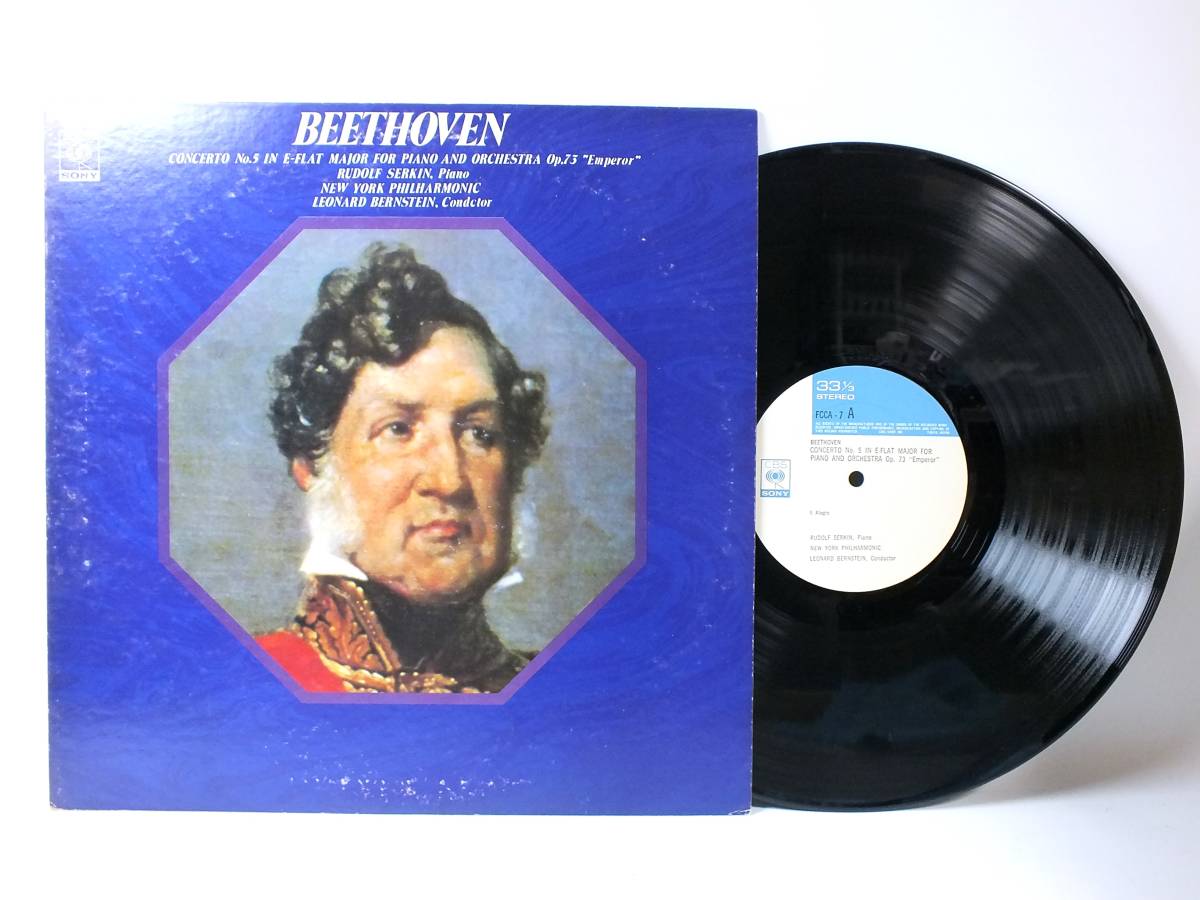 BEETHOVEN
CONCERTO No.5 IN E-FLAT MAJOR FOR PIANO AND ORCHESTRA Op.73 "Emperor"
RUDOLF SERKIN, Piano
NEW YORK PHILHARMONIC
LEONARD BERNSTEIN, Condctor
SONY
33 1/3
STEREO
FCCA - 7 A
BEETHOVEN
CONCERTO No. 5 IN E-FLAT MAJOR FOR
PIANO AND ORCHESTRA Op. 73 "Emperor"
CBS
SONY
RUDOLF SERKIN, Piano
NEW YORK PHILHARMONIC
LEONARD BERNSTEIN, Conductor